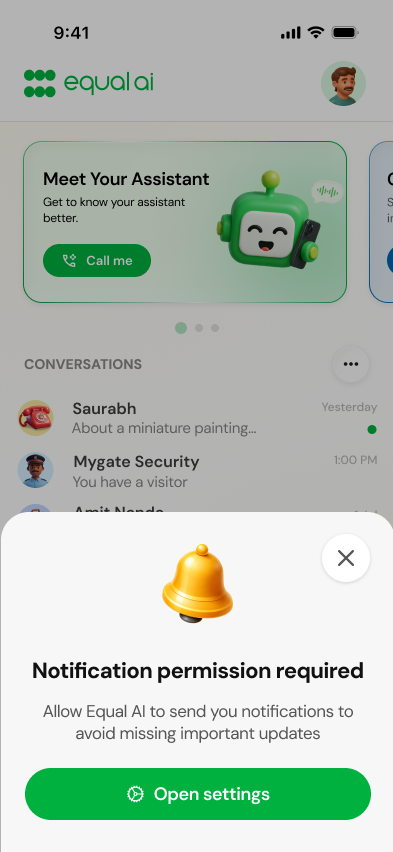 9:41
equal ai
Meet Your Assistant
Get to know your assistant
better.
Call me
CONVERSATIONS
Saurabh
Yesterday
About a miniature painting...
Mygate Security
1:00 PM
You have a visitor
Amit Nanda
Notification permission required
Allow Equal AI to send you notifications to
avoid missing important updates
Open settings